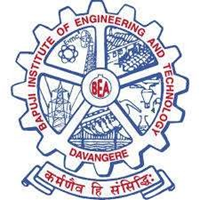 BAPUJI INSTITUTE OF ENGINEERING AND TECHNOLOGY
BEA
DAVANGERE
कर्मणैव हि संसिद्धिः